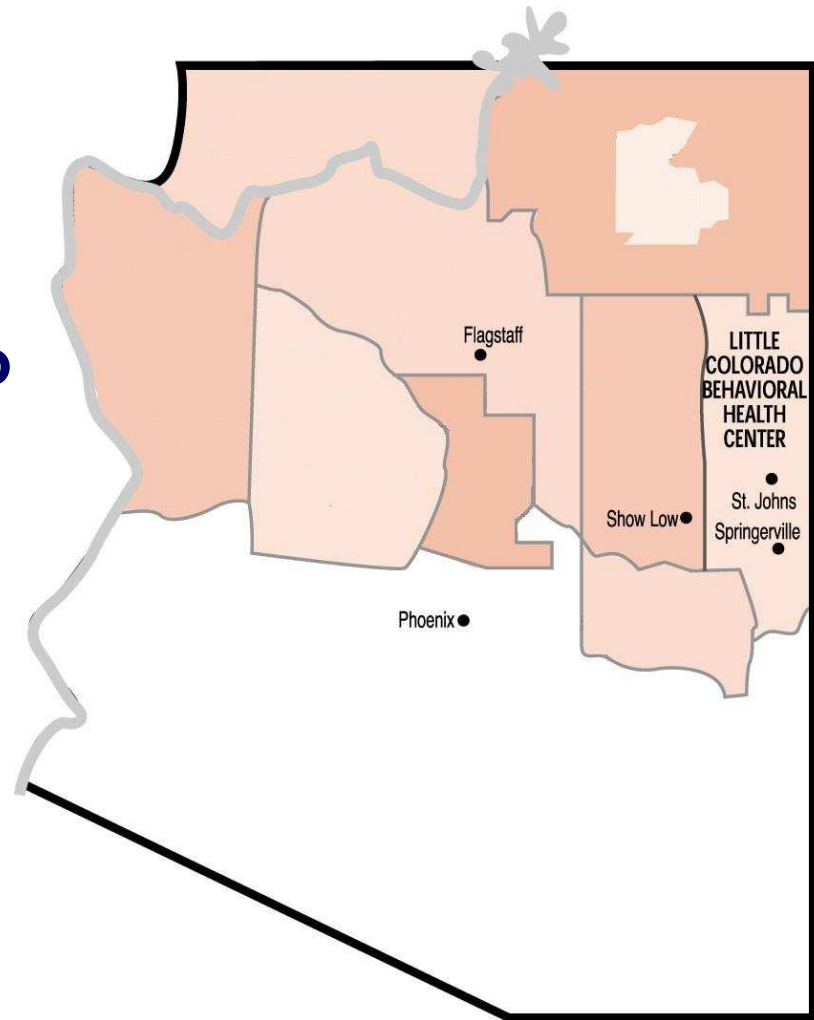 Flagstaff
LITTLE
COLORADO
BEHAVIORAL
HEALTH
CENTER
St. Johns
Show Low
Springerville
Phoenix